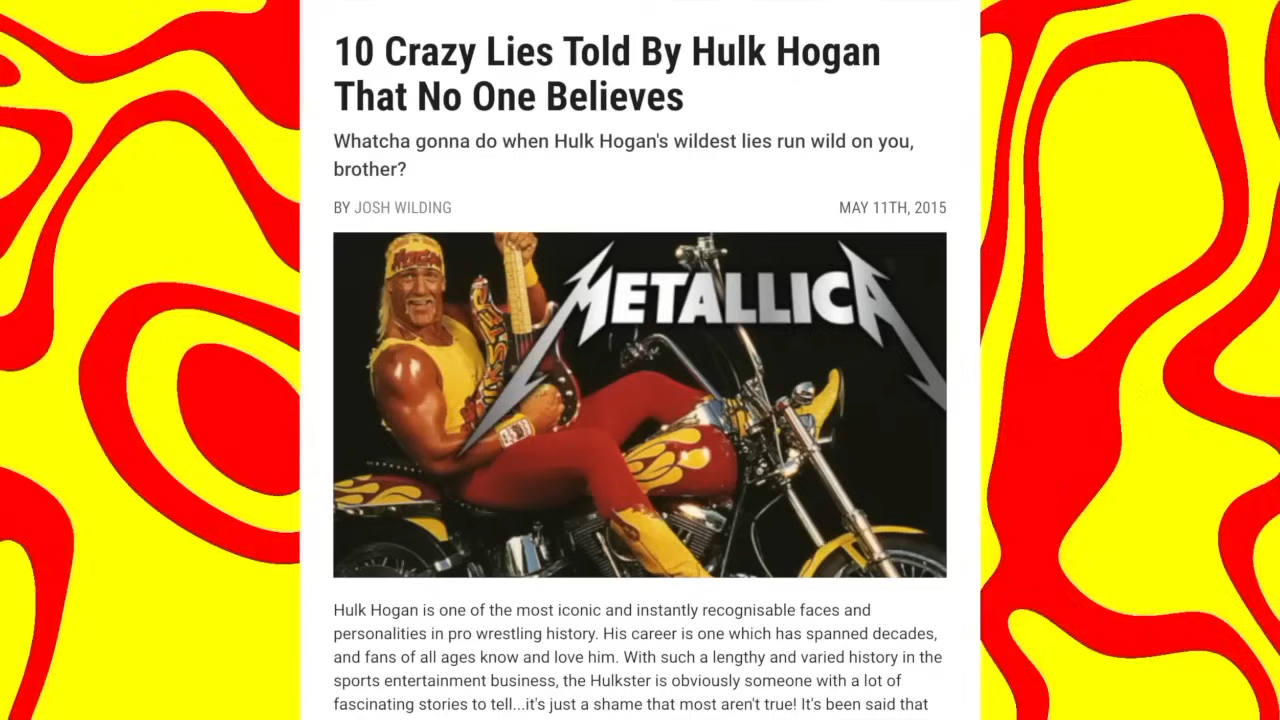 10 Crazy Lies Told By Hulk Hogan
That No One Believes
Whatcha gonna do when Hulk Hogan's wildest lies run wild on you,
brother?
BY JOSH WILDING
MAY 11TH, 2015
METALLICA
Hulk Hogan is one of the most iconic and instantly recognisable faces and
personalities in pro wrestling history. His career is one which has spanned decades,
and fans of all ages know and love him. With such a lengthy and varied history in the
sports entertainment business, the Hulkster is obviously someone with a lot of
fascinating stories to tell...it's just a shame that most aren't true! It's been said that